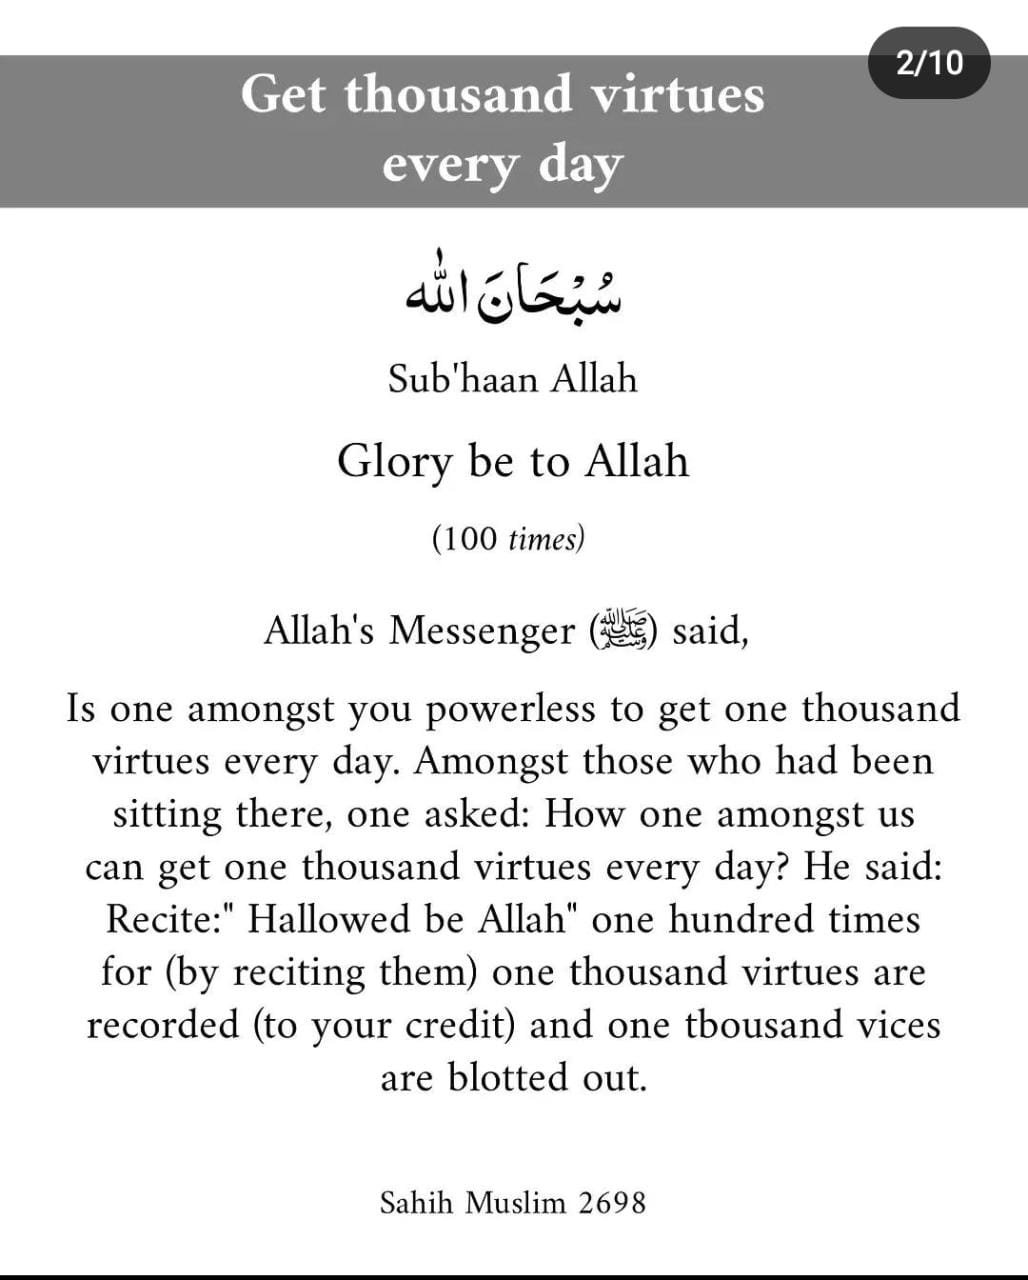 2/10
Get thousand virtues
every day
سُبْحَانَ اللّٰه
Sub'haan Allah
Glory be to Allah
(100 times)
Allah's Messenger (ﷺ) said,
Is one amongst you powerless to get one thousand
virtues every day. Amongst those who had been
sitting there, one asked: How one amongst us
can get one thousand virtues every day? He said:
Recite:" Hallowed be Allah" one hundred times
for (by reciting them) one thousand virtues are
recorded (to your credit) and one tbousand vices
are blotted out.
Sahih Muslim 2698